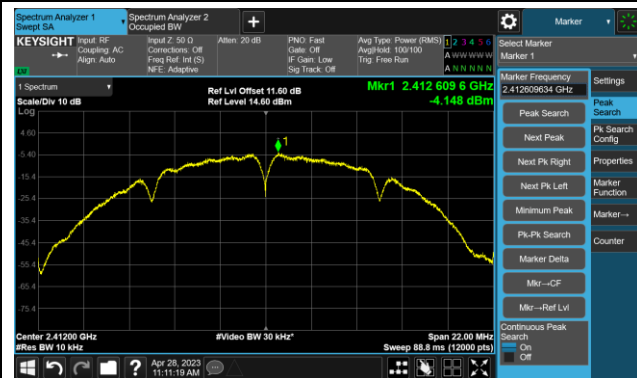 Spectrum Analyzer 1
Swept SA
Spectrum Analyzer 2
Occupied BW
Marker
KEYSIGHT
Input: RF
Coupling: AC
Align: Auto
Input Z: 50 Ω
Corrections: Off
Freq Ref: Int (S)
NFE: Adaptive
Atten: 20 dB
PNO: Fast
Gate: Off
IF Gain: Low
Sig Track: Off
Avg Type: Power (RMS)
Avg|Hold: 100/100
Trig: Free Run
1 2 3 4 5 6
A W W W W W
A N N N N N
LXI
Select Marker
Marker 1
1 Spectrum
Scale/Div 10 dB
Log
Ref Lvl Offset 11.60 dB
Ref Level 14.60 dBm
Mkr1 2.412 609 6 GHz
-4.148 dBm
4.60
-5.40
-15.4
-25.4
-35.4
-45.4
-55.4
-65.4
-75.4
1
Center 2.41200 GHz
#Res BW 10 kHz
#Video BW 30 kHz*
Span 22.00 MHz
Sweep 88.8 ms (12000 pts)
Marker Frequency
2.412609634 GHz
Peak Search
Next Peak
Next Pk Right
Next Pk Left
Minimum Peak
Pk-Pk Search
Marker Delta
Mkr→CF
Mkr→Ref Lvl
Continuous Peak
Search
On
Off
Settings
Peak
Search
Pk Search
Config
Properties
Marker
Function
Marker→
Counter
Apr 28, 2023
11:11:19 AM